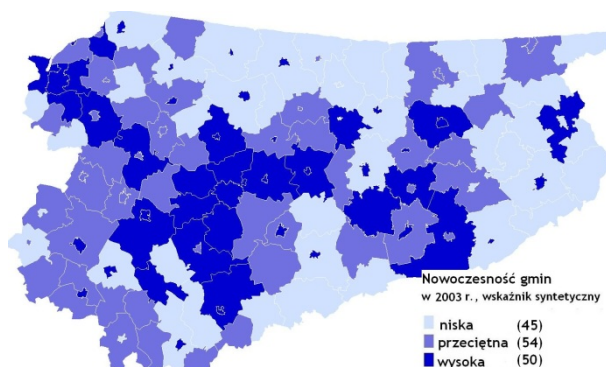 Nowoczesność gmin
w 2003 r., wskaźnik syntetyczny
niska (45)
przeciętna (54)
wysoka (50)